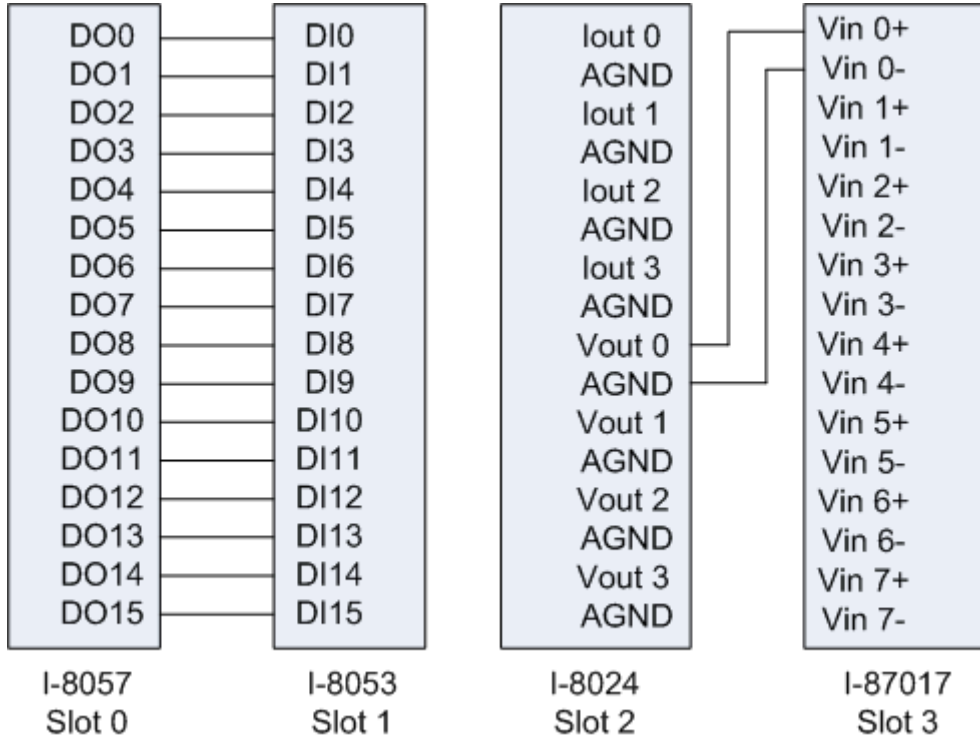 DO0
DO1
DO2
DO3
DO4
DO5
DO6
DO7
DO8
DO9
DO10
DO11
DO12
DO13
DO14
DO15
I-8057
Slot 0
DI0
DI1
DI2
DI3
DI4
DI5
DI6
DI7
DI8
DI9
DI10
DI11
DI12
DI13
DI14
DI15
I-8053
Slot 1
Iout 0
AGND
Iout 1
AGND
Iout 2
AGND
Iout 3
AGND
Vout 0
AGND
Vout 1
AGND
Vout 2
AGND
Vout 3
AGND
I-8024
Slot 2
Vin 0+
Vin 0-
Vin 1+
Vin 1-
Vin 2+
Vin 2-
Vin 3+
Vin 3-
Vin 4+
Vin 4-
Vin 5+
Vin 5-
Vin 6+
Vin 6-
Vin 7+
Vin 7-
I-87017
Slot 3